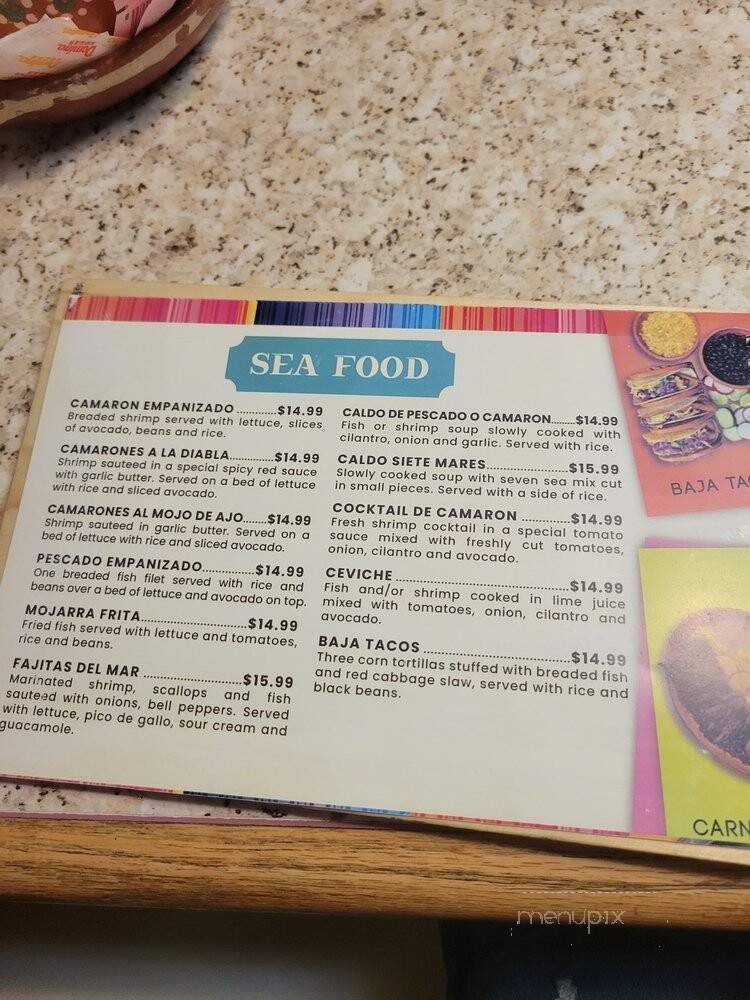 SEA FOOD
CAMARON EMPANIZADO.............$14.99
Breaded shrimp served with lettuce, slices
of avocado, beans and rice.
CAMARONES A LA DIABLA..............$14.99
Shrimp sauteed in a special spicy red sauce
with garlic butter. Served on a bed of lettuce
with rice and sliced avocado.
CAMARONES AL MOJO DE AJO.......$14.99
Shrimp sauteed in garlic butter. Served on a
bed of lettuce with rice and sliced avocado.
PESCADO EMPANIZADO......................$14.99
One breaded fish filet served with rice and
beans over a bed of lettuce and avocado on top.
MOJARRA FRITA.............................$14.99
Fried fish served with lettuce and tomatoes,
rice and beans.
FAJITAS DEL MAR ...........................$15.99
Marinated shrimp, scallops and fish
sauteed with onions, bell peppers. Served
with lettuce, pico de gallo, sour cream and
guacamole.
CALDO DE PESCADO O CAMARON.........$14.99
Fish or shrimp soup slowly cooked with
cilantro, onion and garlic. Served with rice.
CALDO SIETE MARES.......................$15.99
Slowly cooked soup with seven sea mix cut
in small pieces. Served with a side of rice.
COCKTAIL DE CAMARON ..............$14.99
Fresh shrimp cocktail in a special tomato
sauce mixed with freshly cut tomatoes,
onion, cilantro and avocado.
CEVICHE ................................................$14.99
Fish and/or shrimp cooked in lime juice
mixed with tomatoes, onion, cilantro and
avocado.
BAJA TACOS ........................................$14.99
Three corn tortillas stuffed with breaded fish
and red cabbage slaw, served with rice and
black beans.
BAJA TAC
CARN
menupix